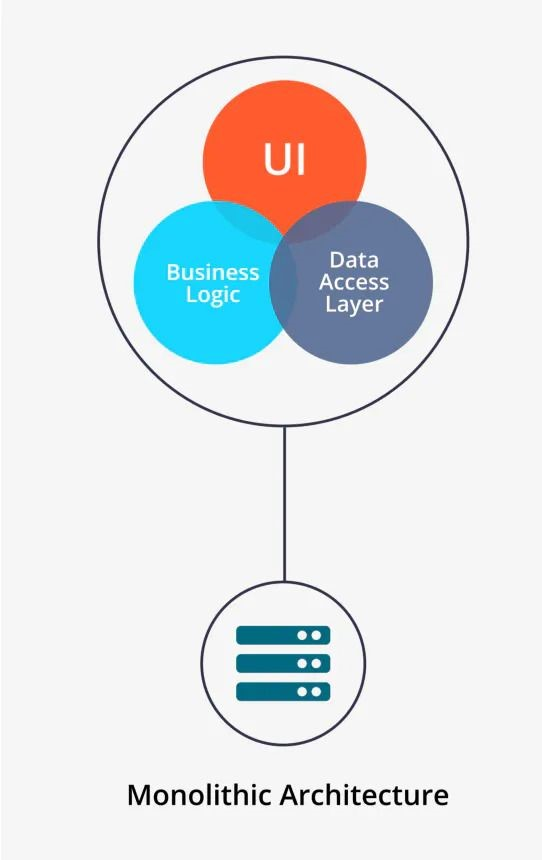 UI
Business
Logic
Data
Access
Layer
Monolithic Architecture